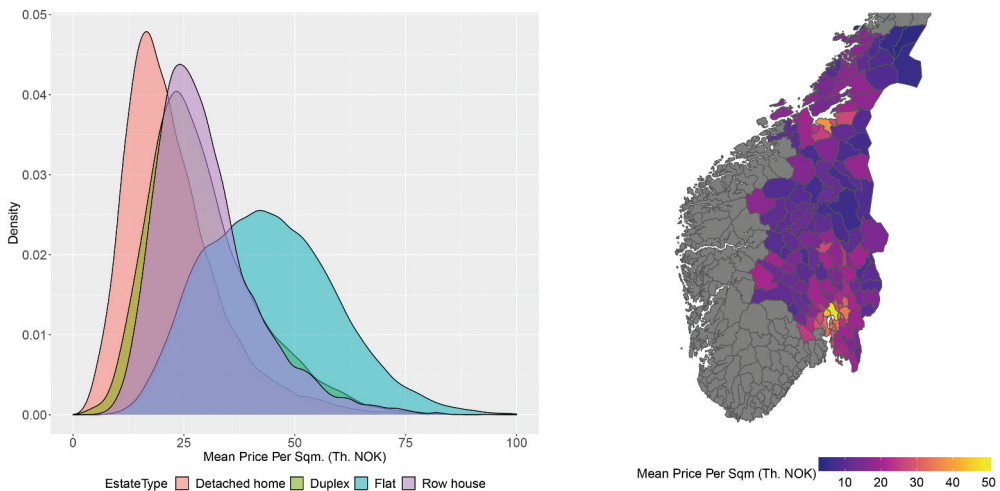 0.05
0.04
0.03
0.02
0.01
0.00
Density
0 25 50 75 100
Mean Price Per Sqm. (Th. NOK)
EstateType Detached home Duplex Flat Row house
Mean Price Per Sqm (Th. NOK)
10 20 30 40 50